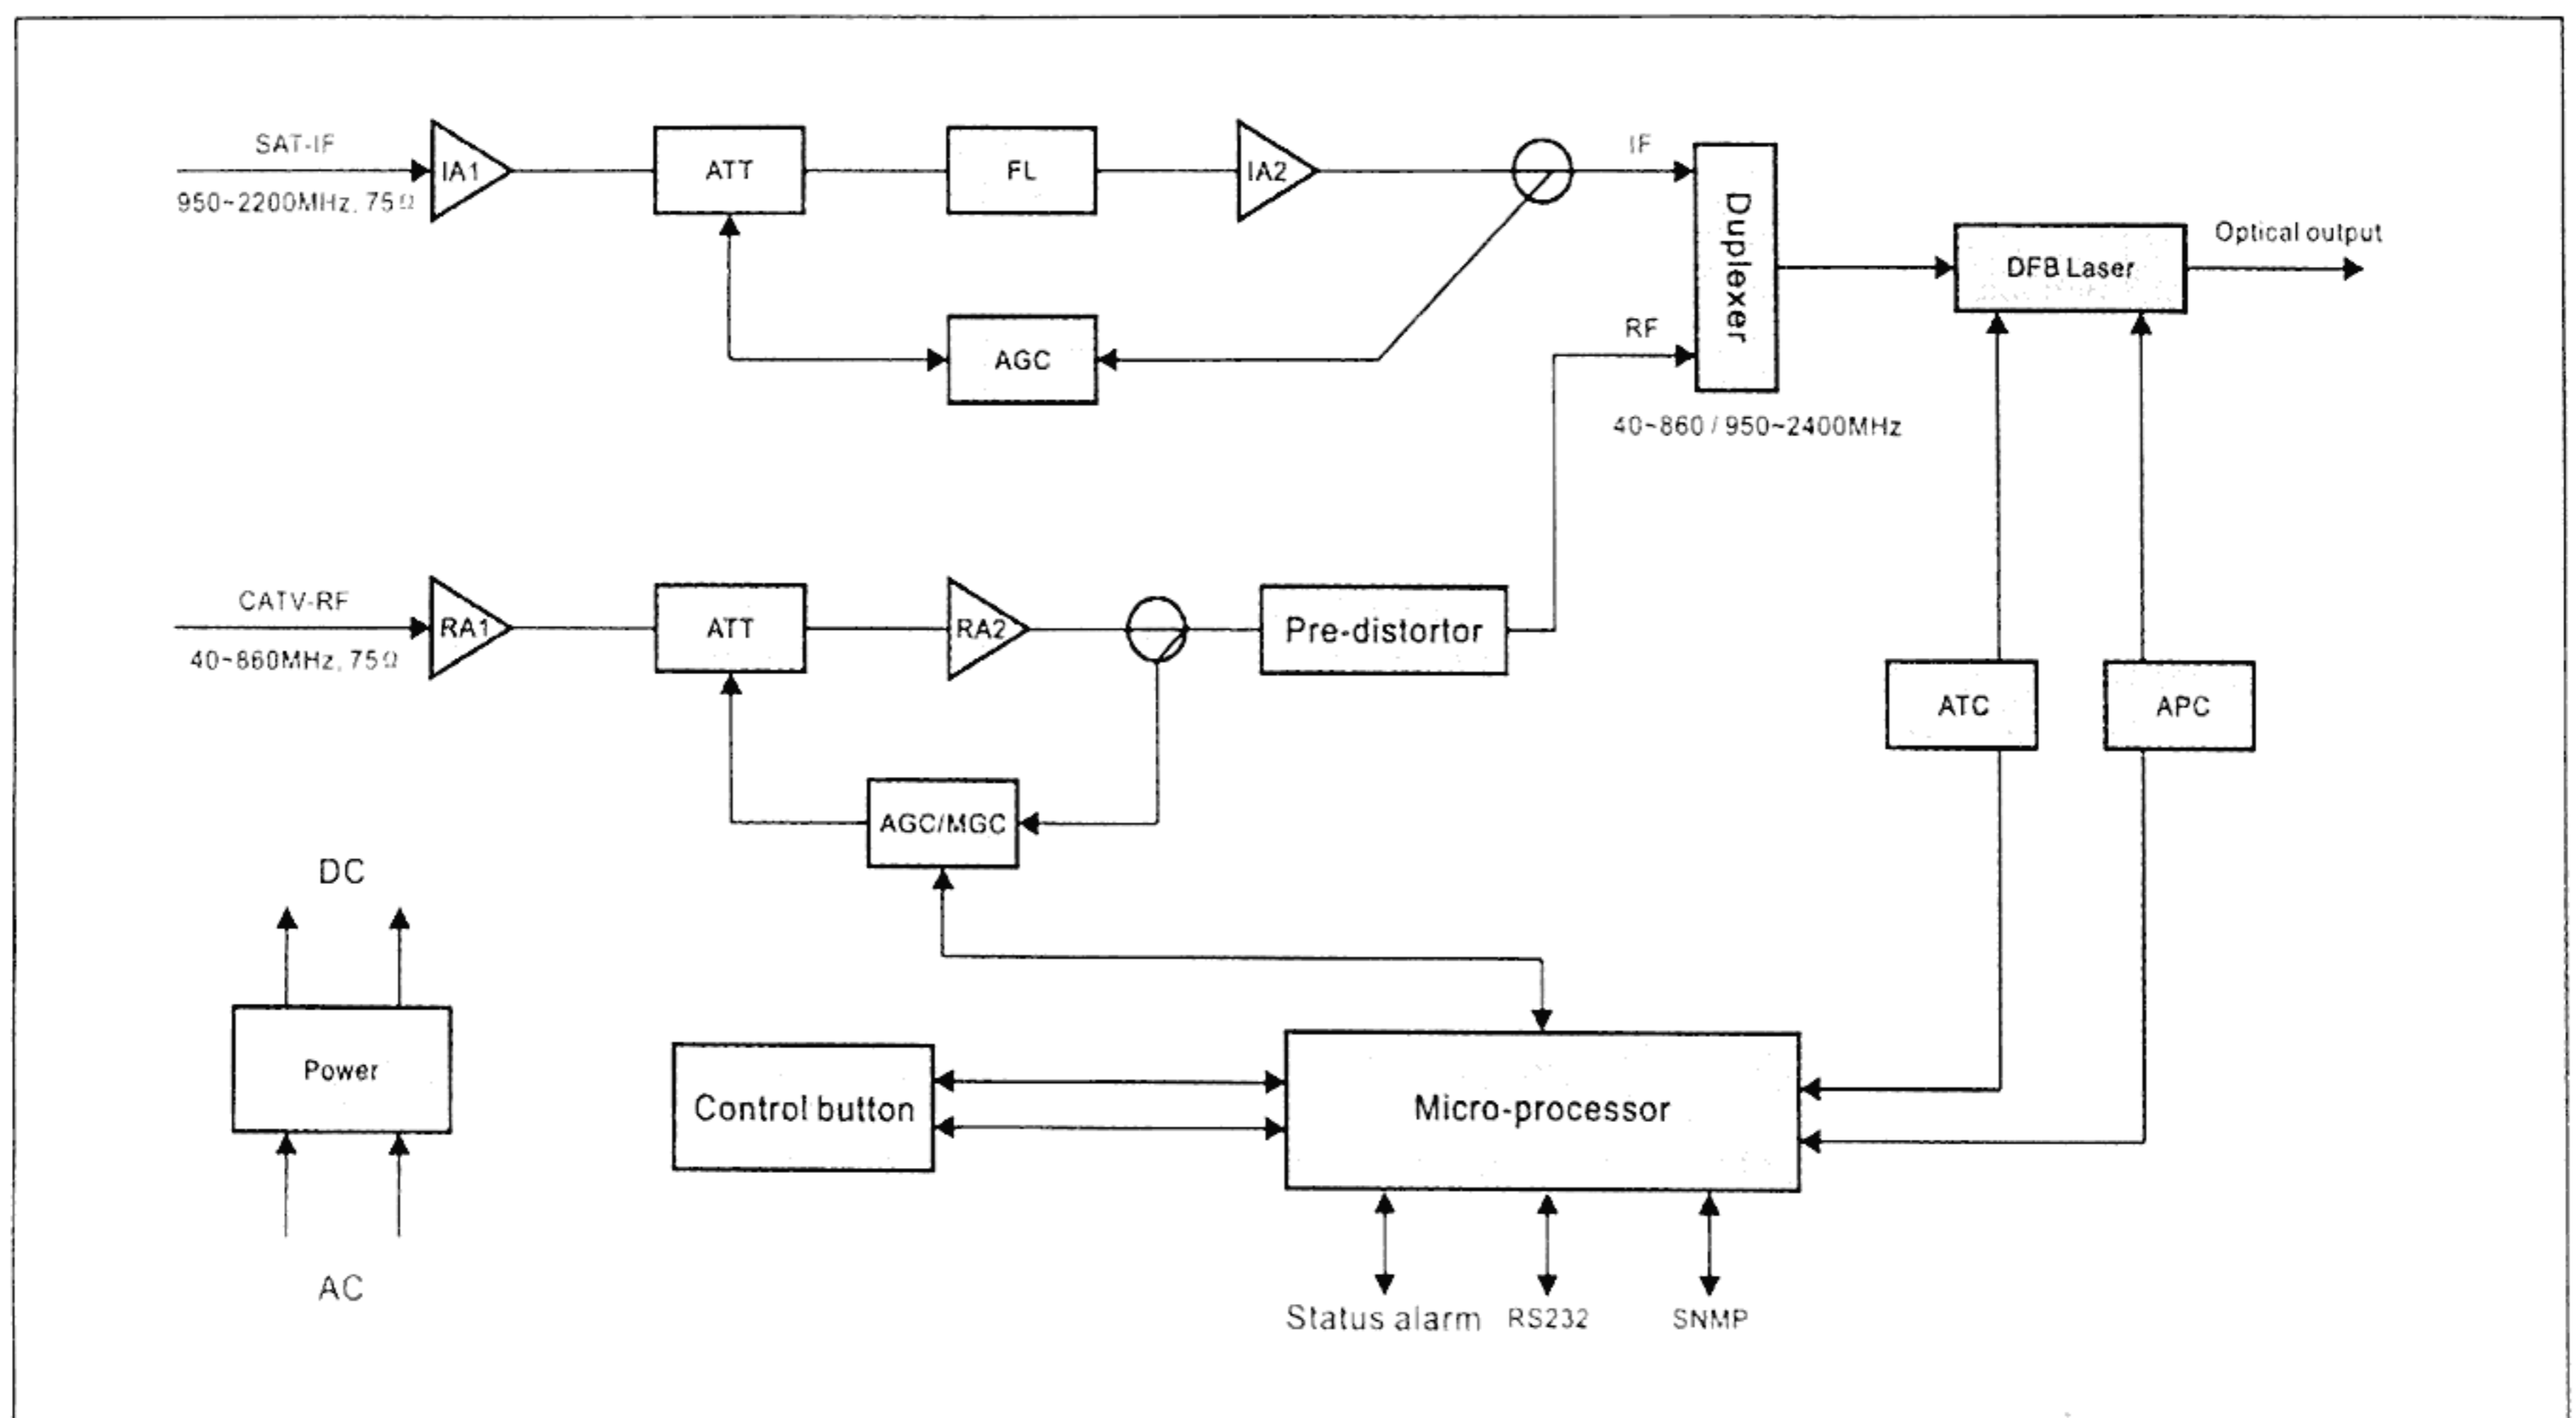 SAT-IF
950~2200MHz, 75Ω
IA1
ATT
FL
IA2
IF
Duplexer
DFB Laser
Optical output
AGC
RF
40~860 / 950~2400MHz
CATV-RF
40~860MHz, 75Ω
RA1
ATT
RA2
Pre-distortor
ATC
APC
AGC/MGC
DC
Power
AC
Control button
Micro-processor
Status alarm
RS232
SNMP